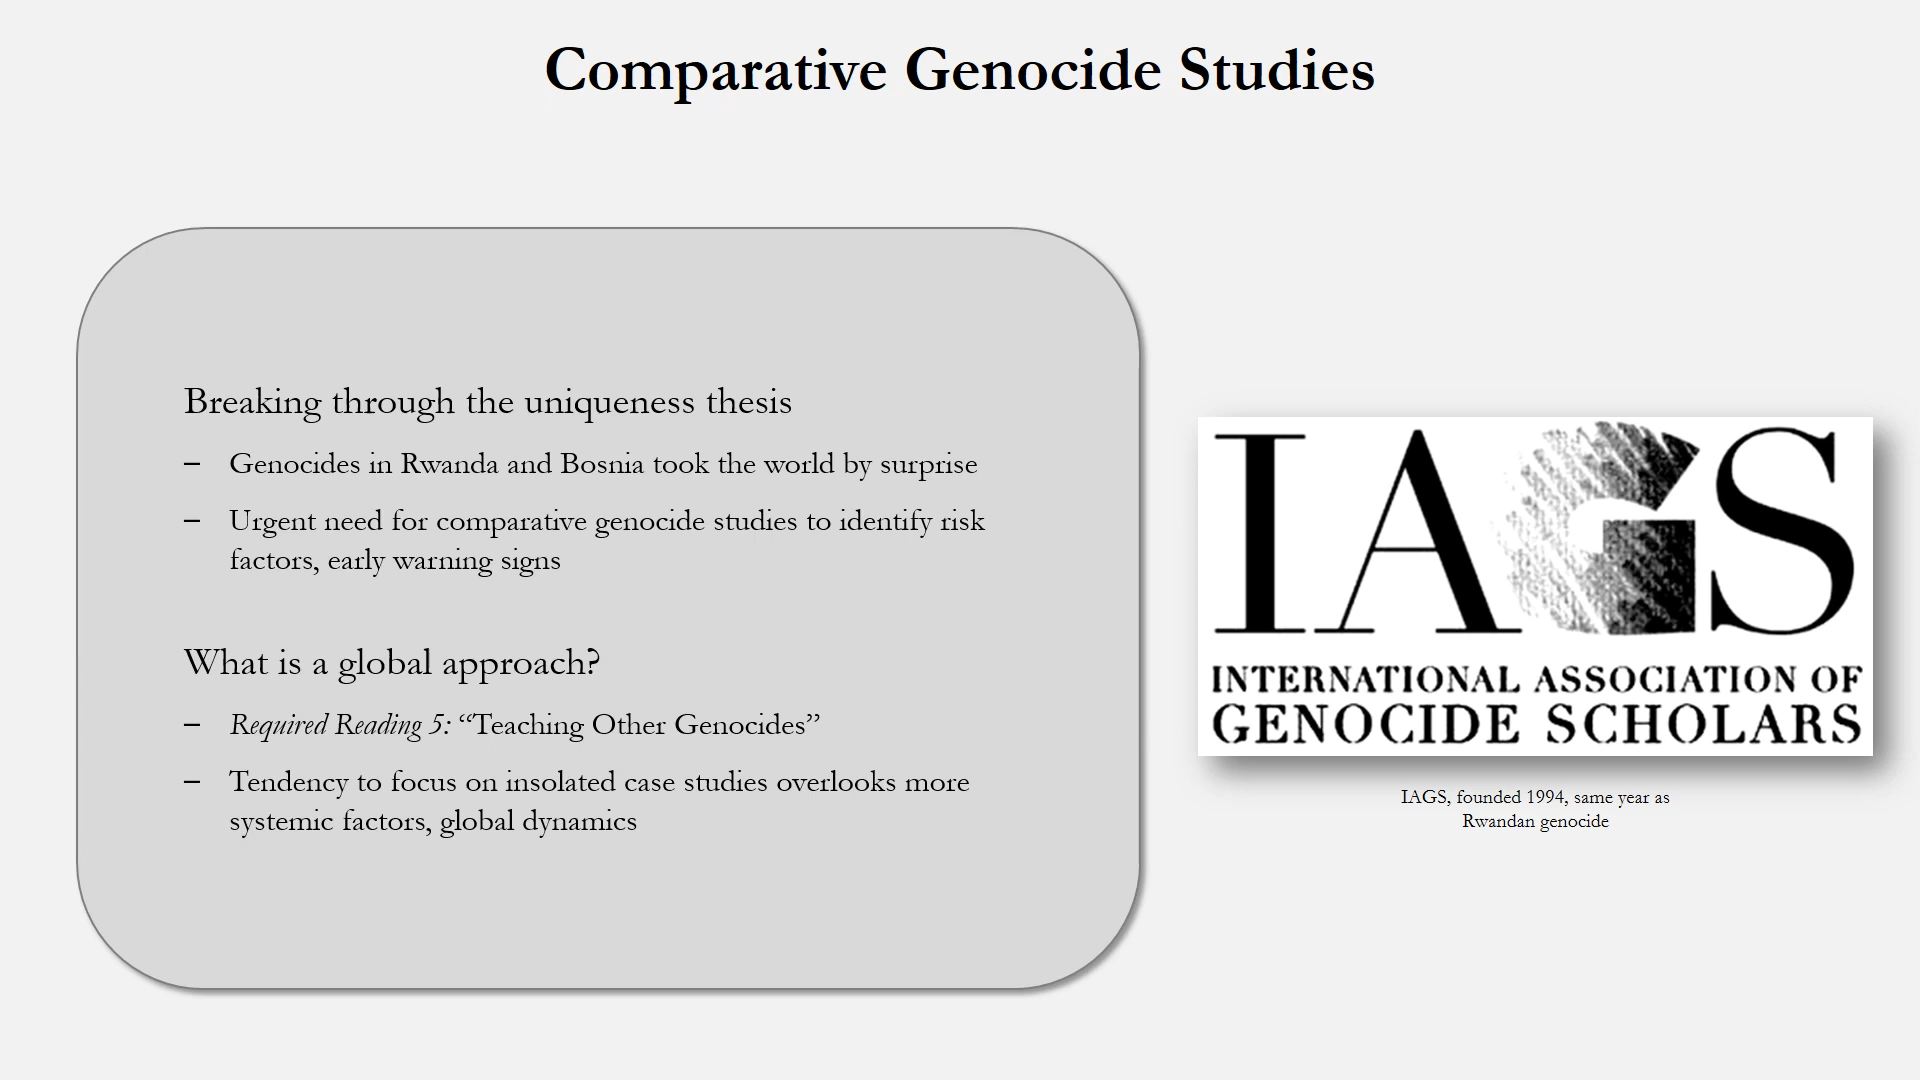 Comparative Genocide Studies
Breaking through the uniqueness thesis
– Genocides in Rwanda and Bosnia took the world by surprise
– Urgent need for comparative genocide studies to identify risk
factors, early warning signs
What is a global approach?
– Required Reading 5: “Teaching Other Genocides”
– Tendency to focus on insolated case studies overlooks more
systemic factors, global dynamics
IAGS
INTERNATIONAL ASSOCIATION OF
GENOCIDE SCHOLARS
IAGS, founded 1994, same year as
Rwandan genocide